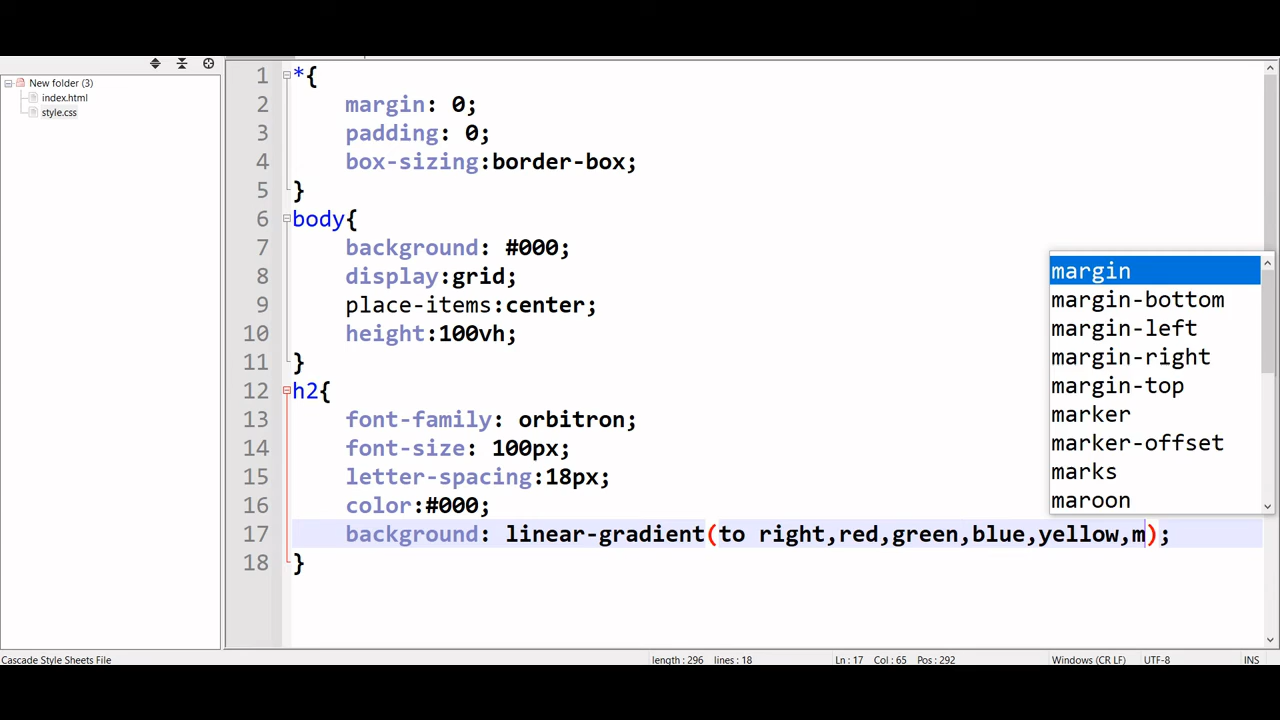 New folder (3)
index.html
style.css
1 *{
2 margin: 0;
3 padding: 0;
4 box-sizing:border-box;
5 }
6 body{
7 background: #000;
8 display:grid;
9 place-items:center;
10 height:100vh;
11 }
12 h2{
13 font-family: orbitron;
14 font-size: 100px;
15 letter-spacing:18px;
16 color:#000;
17 background: linear-gradient(to right,red,green,blue,yellow,m);
18 }
margin
margin-bottom
margin-left
margin-right
margin-top
marker
marker-offset
marks
maroon
Cascade Style Sheets File length : 296 lines : 18 Ln : 17 Col : 65 Pos : 292 Windows (CR LF) UTF-8 INS